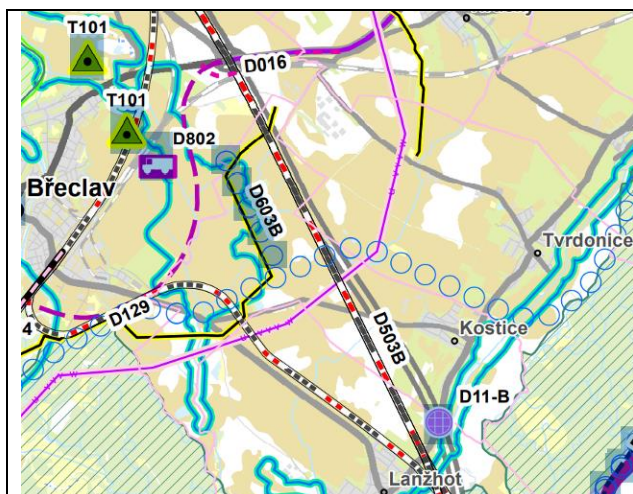 T101
D016
T101
D802
Břeclav
D603B
Tvrdonice
D129
4
D503B
Kostice
D11-B
Lanžhot